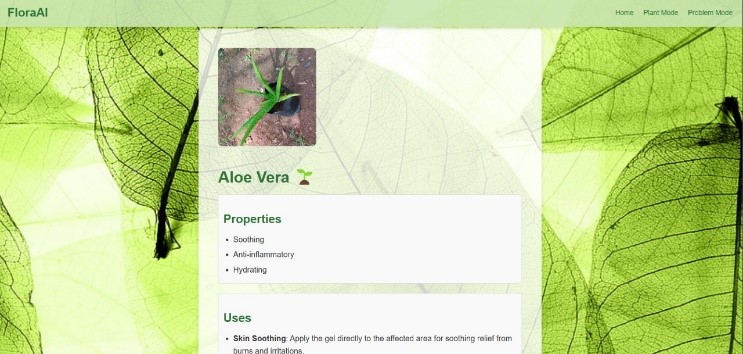 FloraAI
Home Plant Mode Problem Mode
Aloe Vera 🌱
Properties
• Soothing
• Anti-inflammatory
• Hydrating
Uses
• Skin Soothing: Apply the gel directly to the affected area for soothing relief from
burns and irritations.